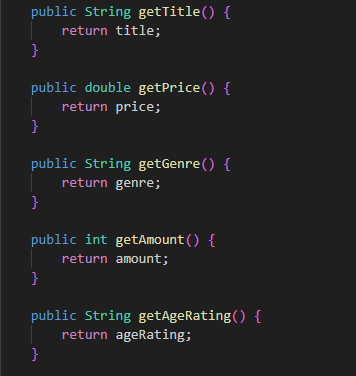 public String getTitle() {
    return title;
}

public double getPrice() {
    return price;
}

public String getGenre() {
    return genre;
}

public int getAmount() {
    return amount;
}

public String getAgeRating() {
    return ageRating;
}